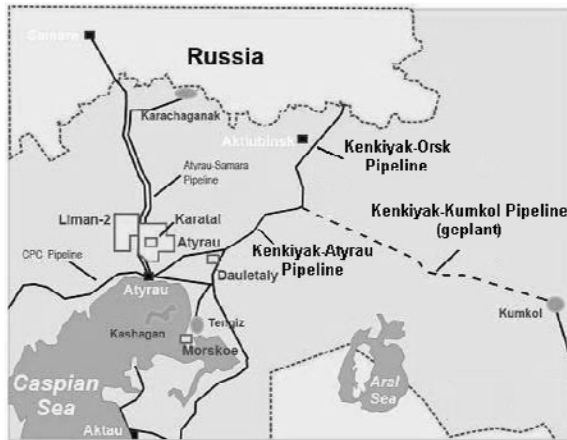 Samara
Russia
Karachaganak
Aktiubinsk
Kenkiyak-Orsk
Pipeline
Atyrau-Samara
Pipeline
Liman-2
Karatal
Atyrau
Kenkiyak-Kumkol Pipeline
(geplant)
Kenkiyak-Atyrau
Pipeline
CPC Pipeline
Dauletaly
Atyrau
Kumkol
Kashagan
Tengiz
Morskoe
Caspian
Sea
Aral
Sea
Aktau